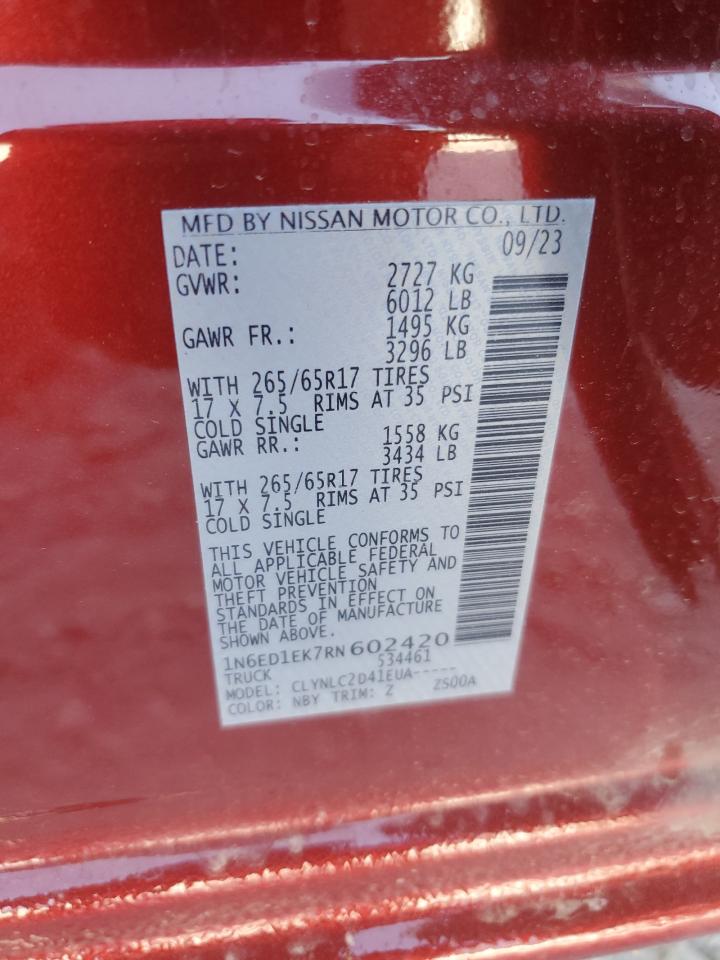 MFD BY NISSAN MOTOR CO., LTD.
DATE: 09/23
GVWR: 2727 KG
6012 LB
GAWR FR.: 1495 KG
3296 LB
WITH 265/65R17 TIRES
17 X 7.5 RIMS AT 35 PSI
COLD SINGLE
GAWR RR.: 1558 KG
3434 LB
WITH 265/65R17 TIRES
17 X 7.5 RIMS AT 35 PSI
COLD SINGLE
THIS VEHICLE CONFORMS TO
ALL APPLICABLE FEDERAL
MOTOR VEHICLE SAFETY AND
THEFT PREVENTION
STANDARDS IN EFFECT ON
THE DATE OF MANUFACTURE
SHOWN ABOVE.
1N6ED1EK7RN602420
TRUCK 534461
MODEL: CLYNLC2D41EUA-----
COLOR: NBY TRIM: Z ZS00A